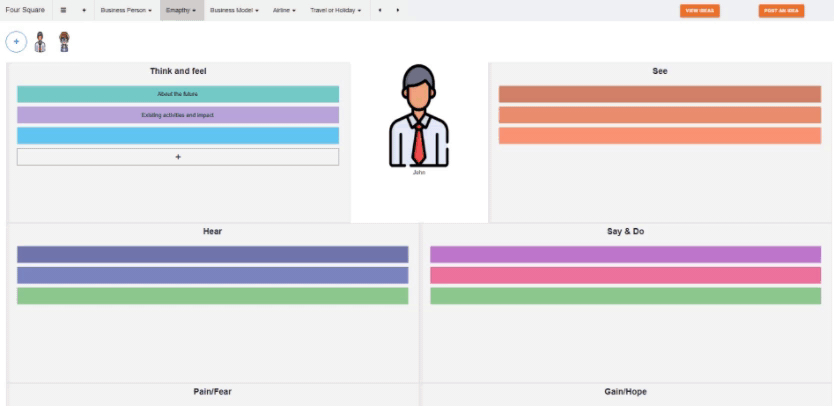 Four Square
Business Person
Emapthy
Business Model
Airline
Travel or Holiday
VIEW IDEAS
POST AN IDEA
Think and feel
About the future
Existing activities and impact
+
John
See
Hear
Say & Do
Pain/Fear
Gain/Hope